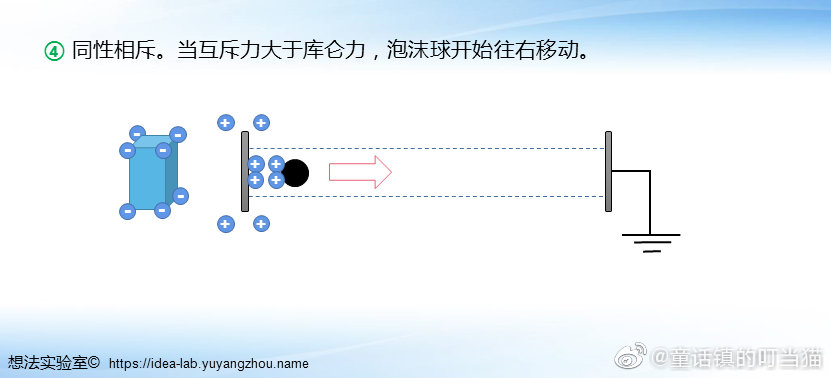 ④ 同性相斥。当互斥力大于库仑力，泡沫球开始往右移动。
想法实验室© https://idea-lab.yuyangzhou.name
@童话镇的叮当猫